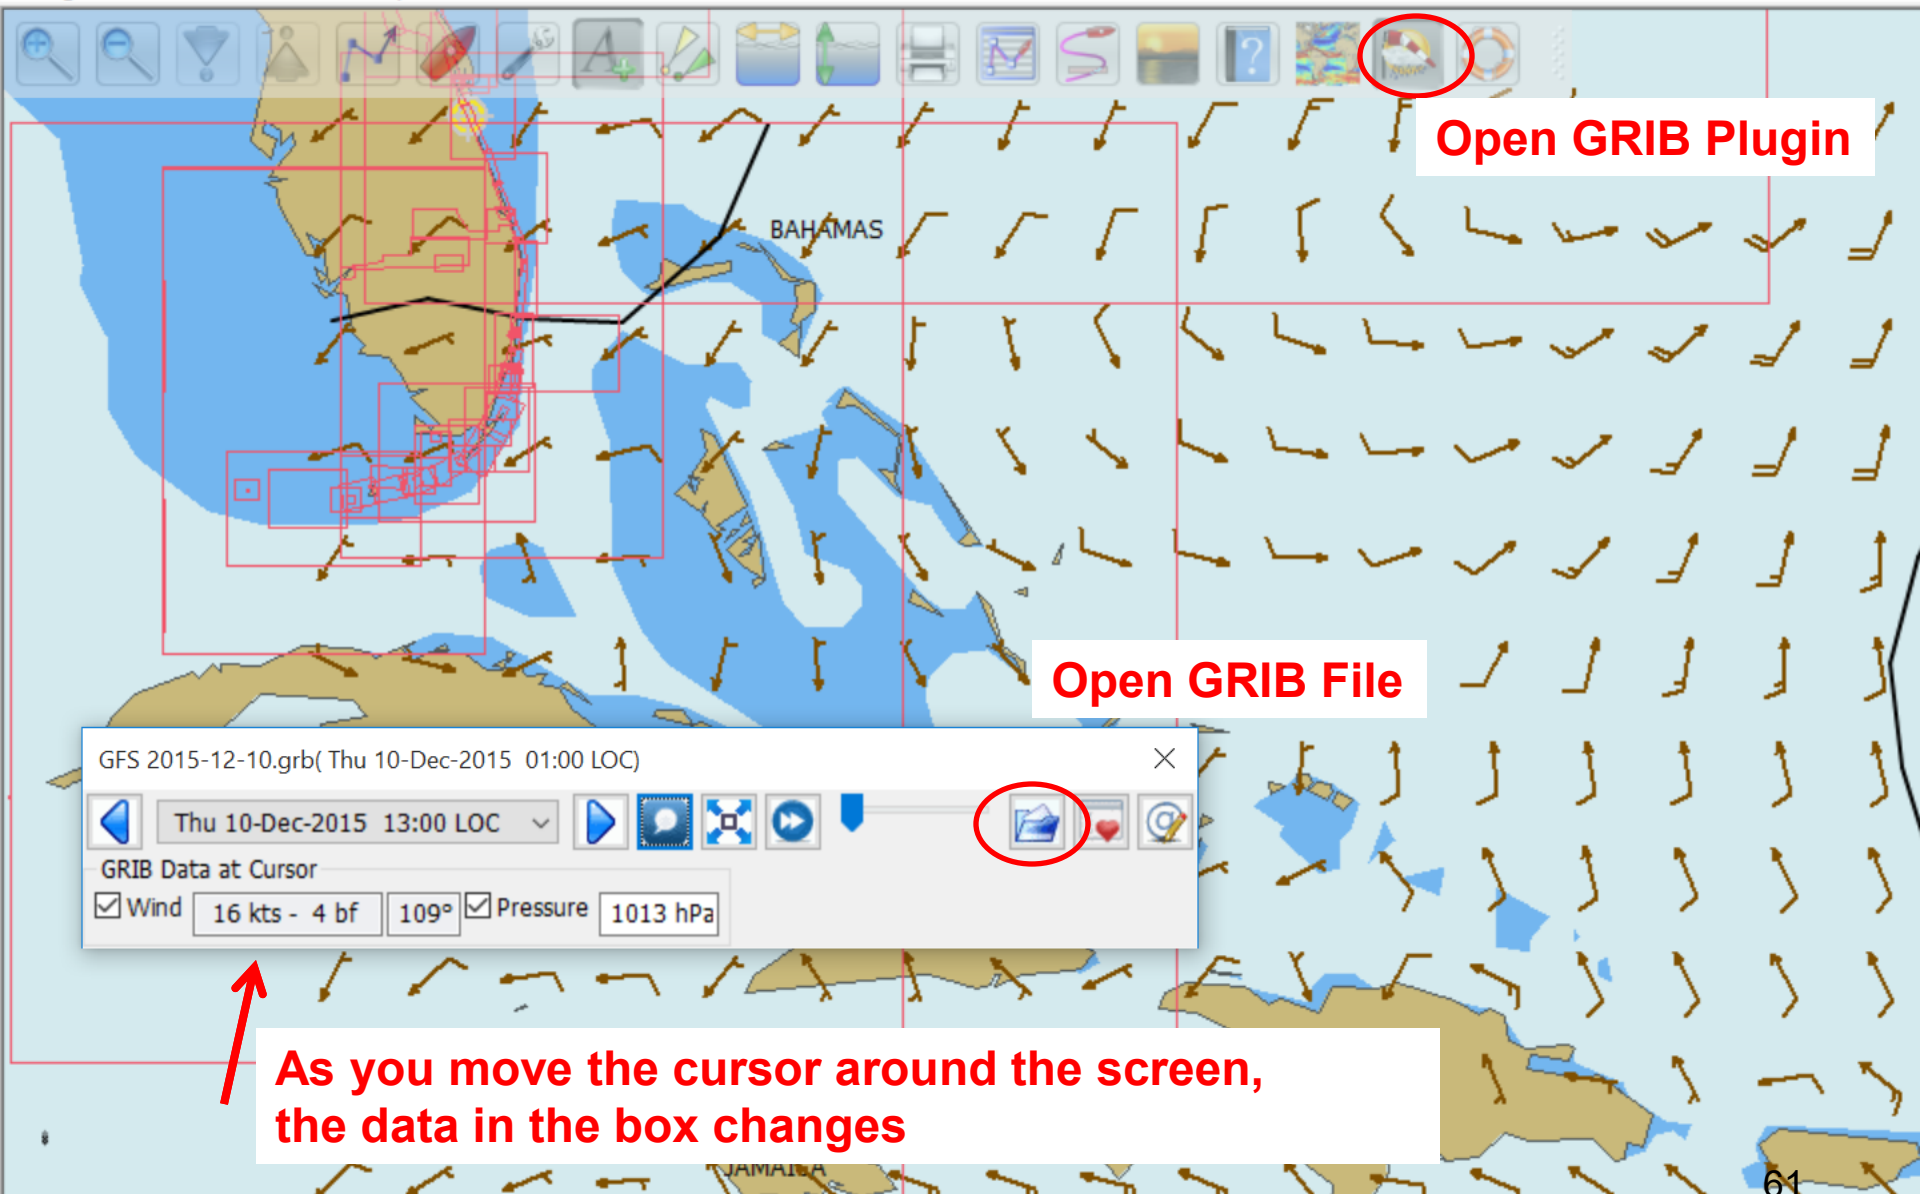 Open GRIB Plugin
BAHAMAS
Open GRIB File
GFS 2015-12-10.grb( Thu 10-Dec-2015  01:00 LOC)
Thu 10-Dec-2015  13:00 LOC
GRIB Data at Cursor
Wind 16 kts -  4 bf 109° Pressure 1013 hPa
As you move the cursor around the screen,
the data in the box changes
JAMAICA
61